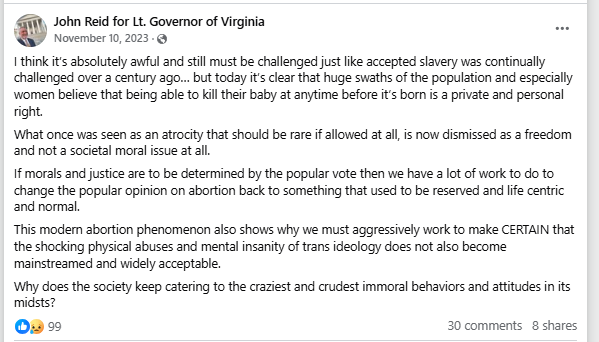 John Reid for Lt. Governor of Virginia
November 10, 2023 ·
I think it's absolutely awful and still must be challenged just like accepted slavery was continually
challenged over a century ago... but today it's clear that huge swaths of the population and especially
women believe that being able to kill their baby at anytime before it's born is a private and personal
right.
What once was seen as an atrocity that should be rare if allowed at all, is now dismissed as a freedom
and not a societal moral issue at all.
If morals and justice are to be determined by the popular vote then we have a lot of work to do to
change the popular opinion on abortion back to something that used to be reserved and life centric
and normal.
This modern abortion phenomenon also shows why we must aggressively work to make CERTAIN that
the shocking physical abuses and mental insanity of trans ideology does not also become
mainstreamed and widely acceptable.
Why does the society keep catering to the craziest and crudest immoral behaviors and attitudes in its
midsts?
99
30 comments 8 shares